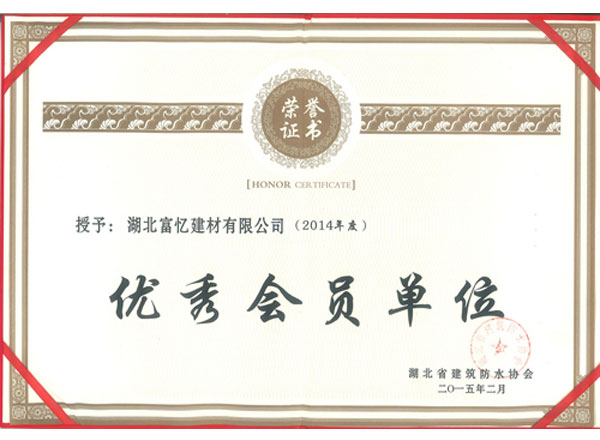 荣誉
证书
[HONOR CERTIFICATE]
授予：湖北富忆建材有限公司（2014年度）
优秀会员单位
湖北省建筑防水协会
二〇一五年二月